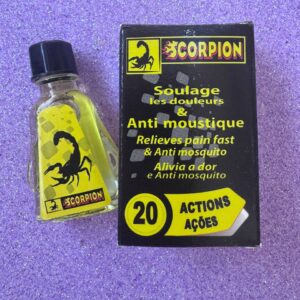 SCORPION
Soulage
les douleurs
&
Anti moustique
Relieves pain fast
& Anti mosquito
Alivia a dor
e Anti mosquito
20 ACTIONS
AÇÕES
SCORPION